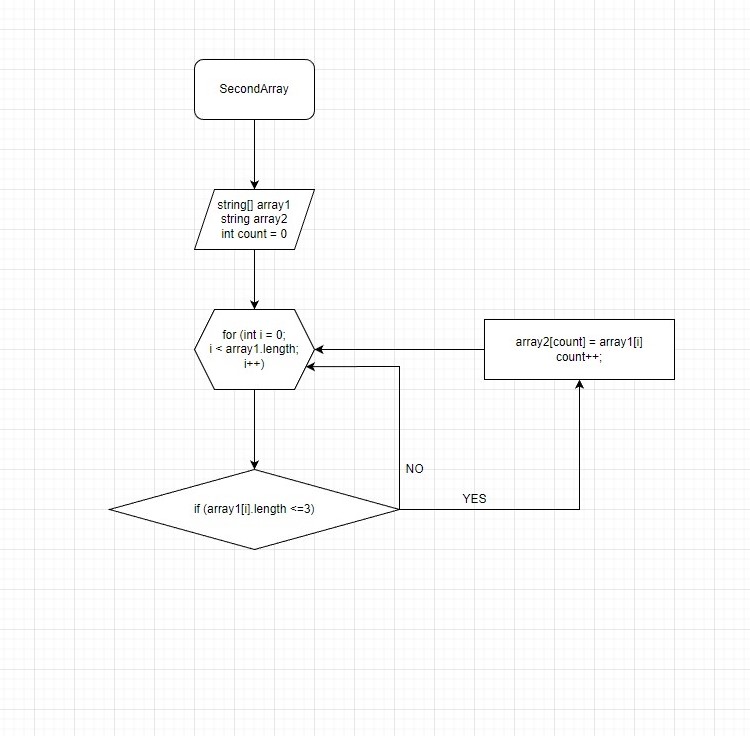 SecondArray
string[] array1
string array2
int count = 0
for (int i = 0;
i < array1.length;
i++)
array2[count] = array1[i]
count++;
NO
YES
if (array1[i].length <=3)